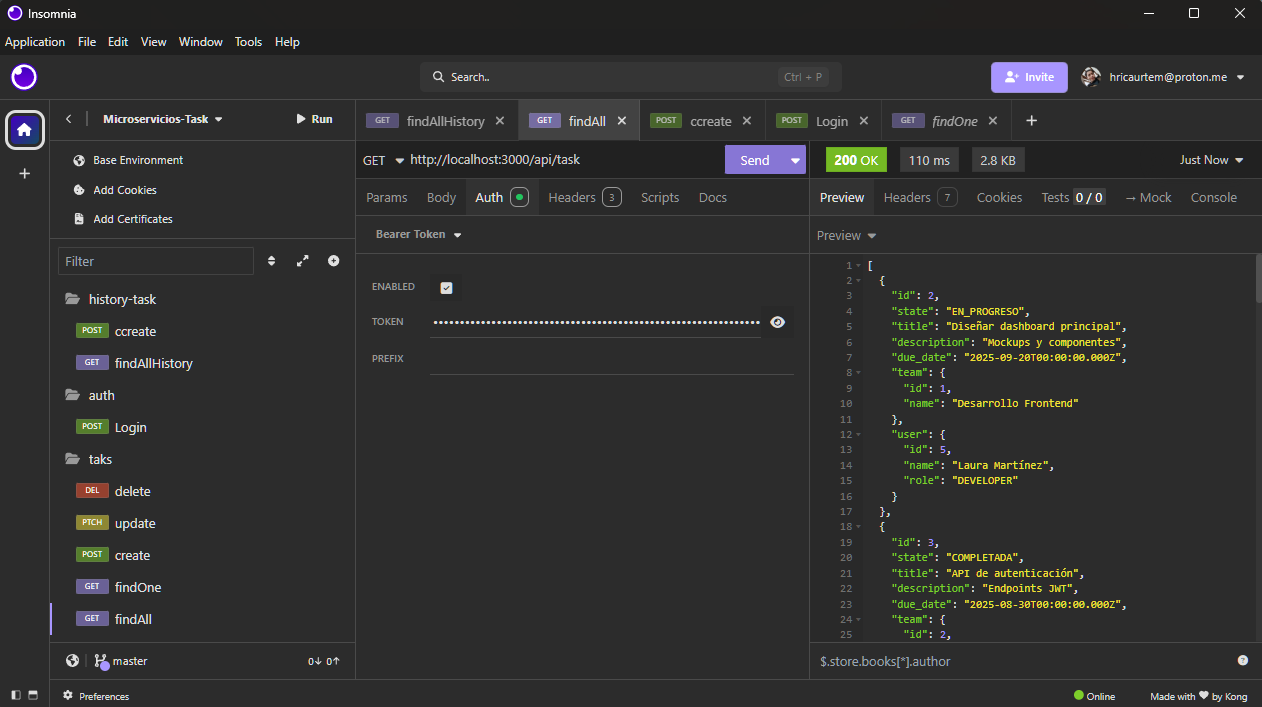 Insomnia
Application File Edit View Window Tools Help
Search.. Ctrl + P
Invite hricaurtem@proton.me
Microservicios-Task Run
GET findAllHistory GET findAll POST ccreate POST Login GET findOne
Base Environment
Add Cookies
Add Certificates
Filter
history-task
POST ccreate
GET findAllHistory
auth
POST Login
taks
DEL delete
PTCH update
POST create
GET findOne
GET findAll
master 0 0
GET http://localhost:3000/api/task Send
Params Body Auth Headers 3 Scripts Docs
Bearer Token
ENABLED
TOKEN
PREFIX
200 OK 110 ms 2.8 KB Just Now
Preview Headers 7 Cookies Tests 0 / 0 → Mock Console
Preview
1 [
2 {
3 "id": 2,
4 "state": "EN_PROGRESO",
5 "title": "Diseñar dashboard principal",
6 "description": "Mockups y componentes",
7 "due_date": "2025-09-20T00:00:00.000Z",
8 "team": {
9 "id": 1,
10 "name": "Desarrollo Frontend"
11 },
12 "user": {
13 "id": 5,
14 "name": "Laura Martínez",
15 "role": "DEVELOPER"
16 }
17 },
18 {
19 "id": 3,
20 "state": "COMPLETADA",
21 "title": "API de autenticación",
22 "description": "Endpoints JWT",
23 "due_date": "2025-08-30T00:00:00.000Z",
24 "team": {
25 "id": 2,
$.store.books[*].author
Preferences
Online Made with ❤ by Kong